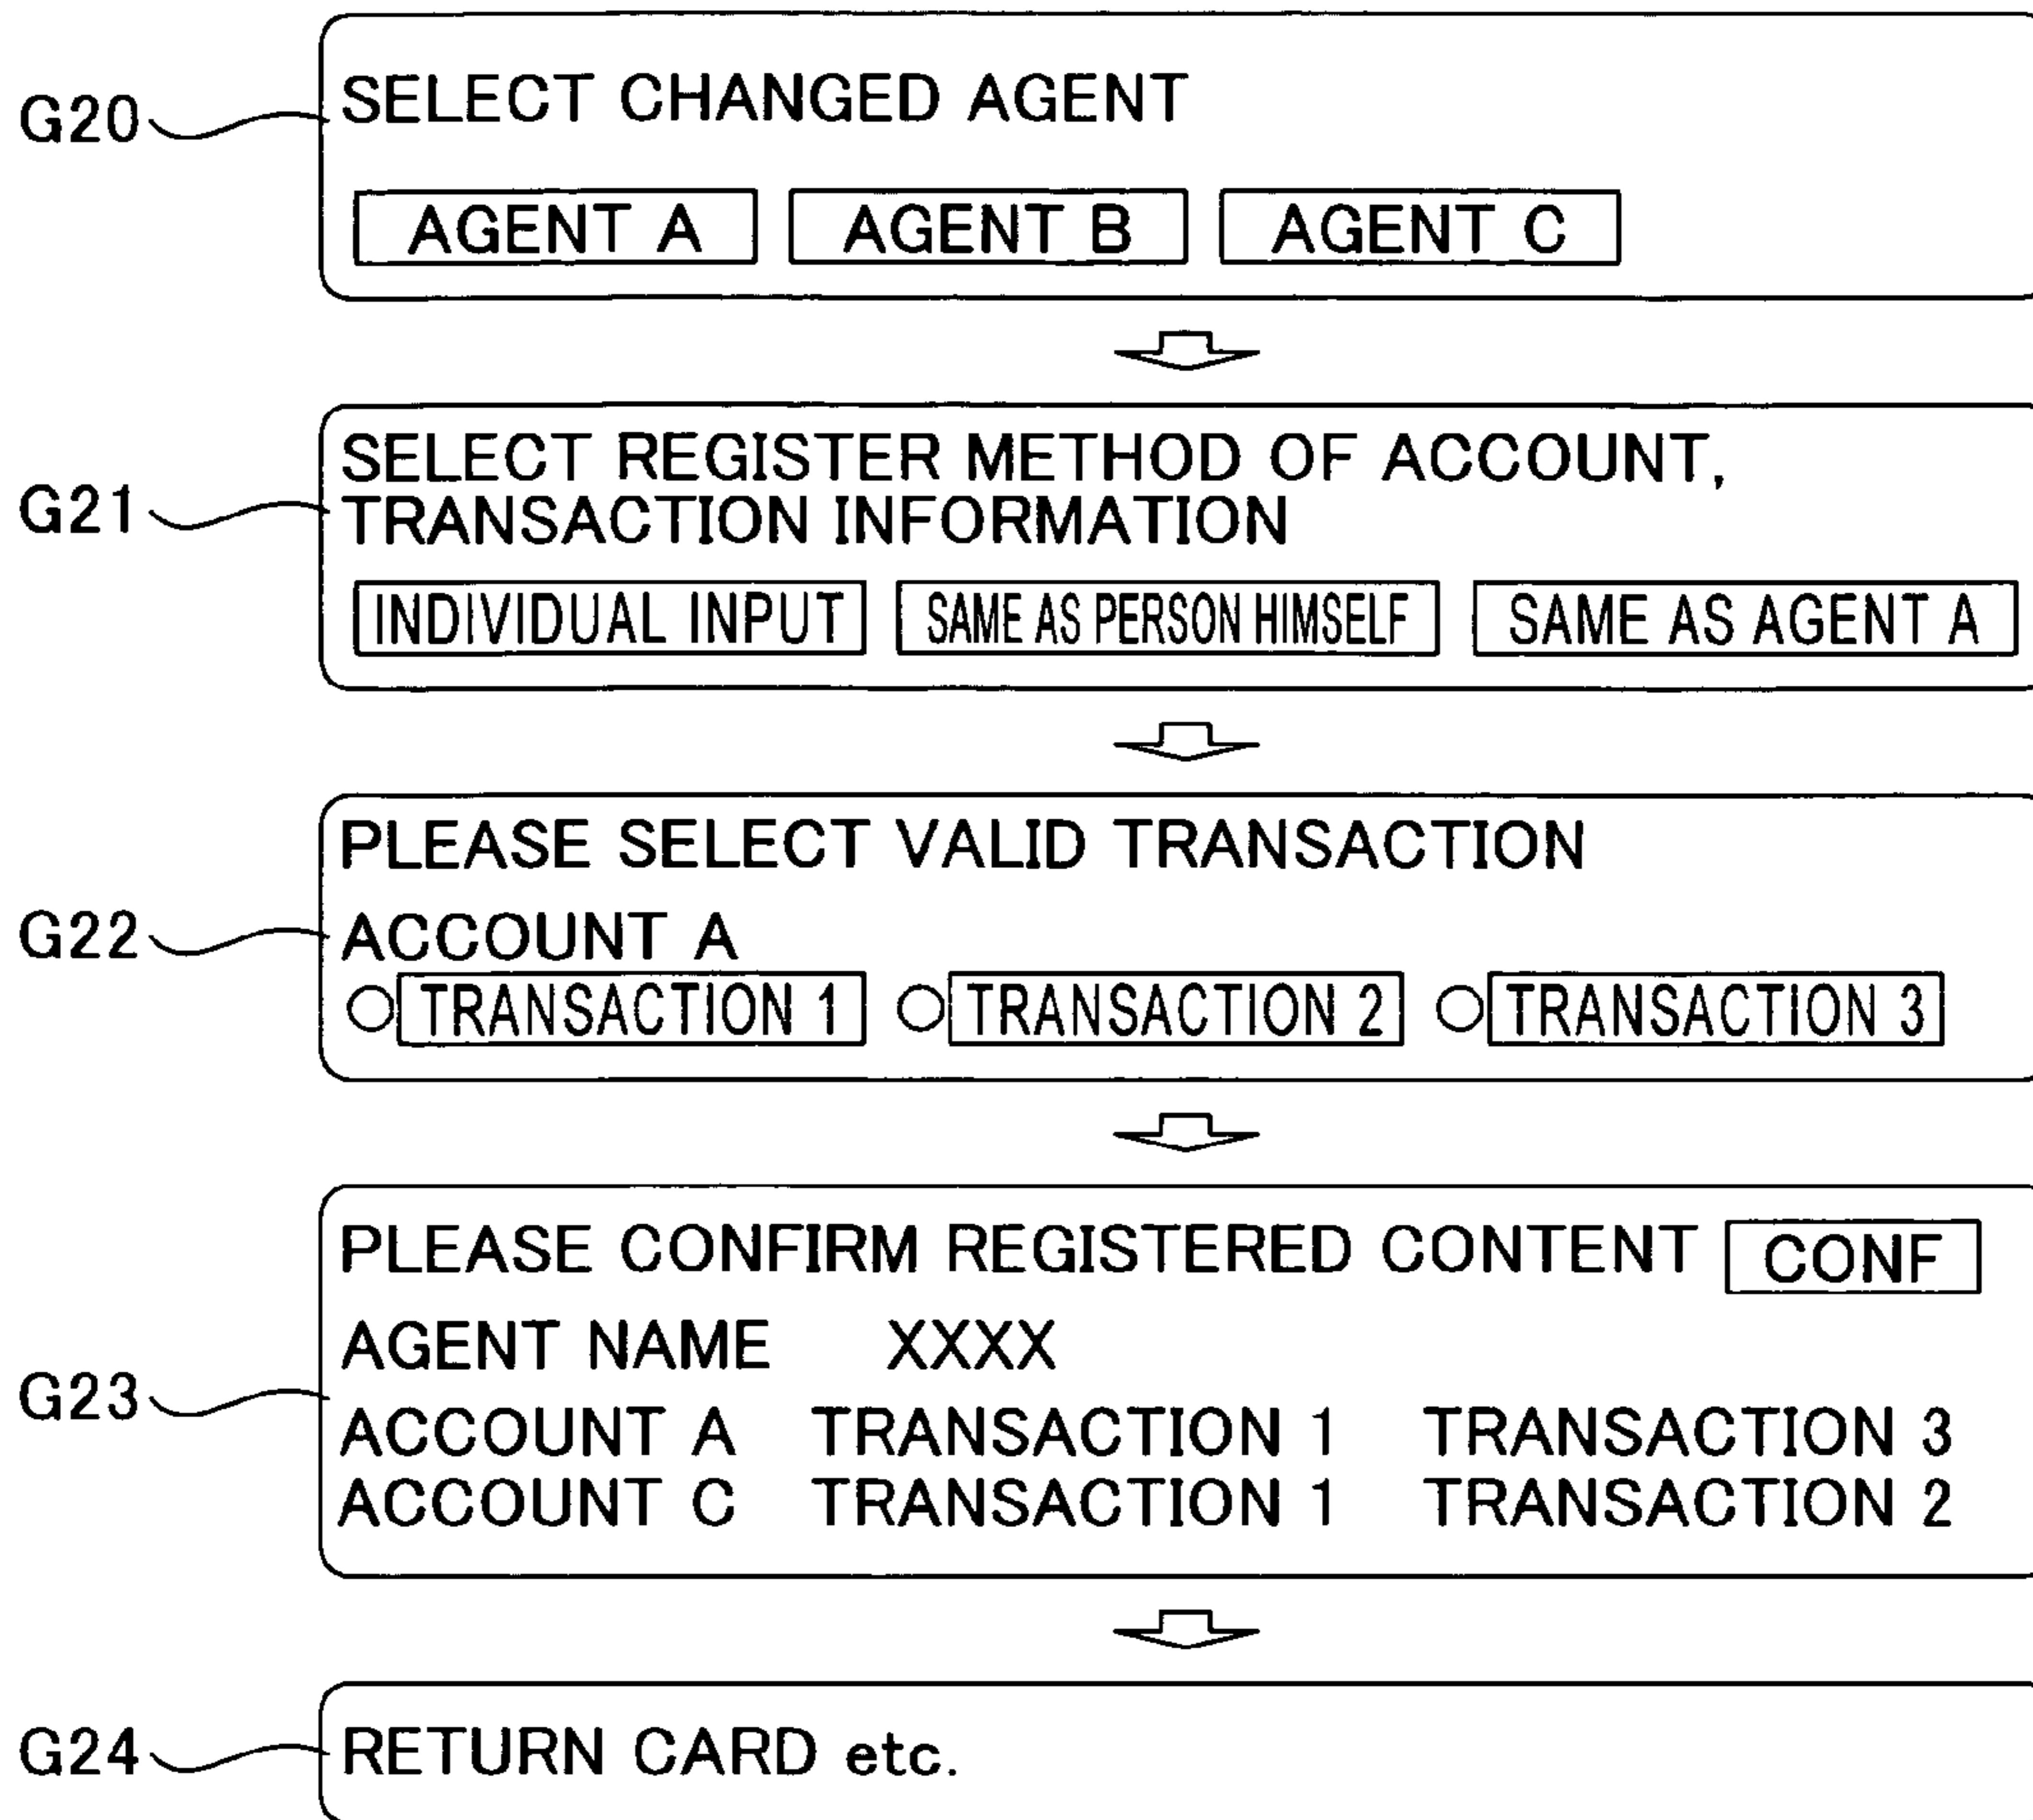 G20
SELECT CHANGED AGENT
AGENT A AGENT B AGENT C
G21
SELECT REGISTER METHOD OF ACCOUNT,
TRANSACTION INFORMATION
INDIVIDUAL INPUT SAME AS PERSON HIMSELF SAME AS AGENT A
G22
PLEASE SELECT VALID TRANSACTION
ACCOUNT A
TRANSACTION 1 TRANSACTION 2 TRANSACTION 3
G23
PLEASE CONFIRM REGISTERED CONTENT CONF
AGENT NAME XXXX
ACCOUNT A TRANSACTION 1 TRANSACTION 3
ACCOUNT C TRANSACTION 1 TRANSACTION 2
G24
RETURN CARD etc.